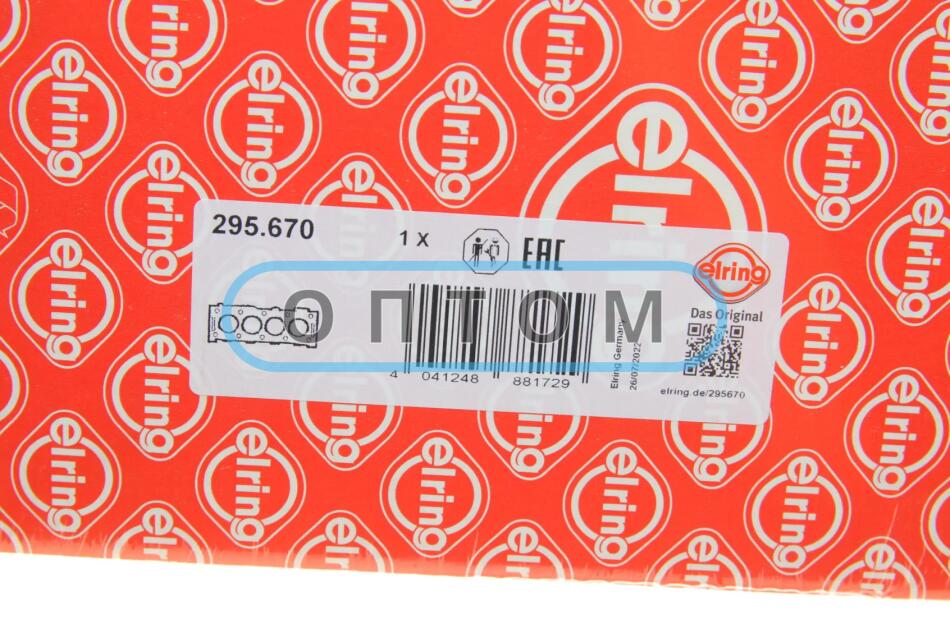 295.670
1 X
EAC
elring
Das Original
ОПТОМ
4 041248 881729
Elring Germany
26/07/2022
elring.de/295670
elring